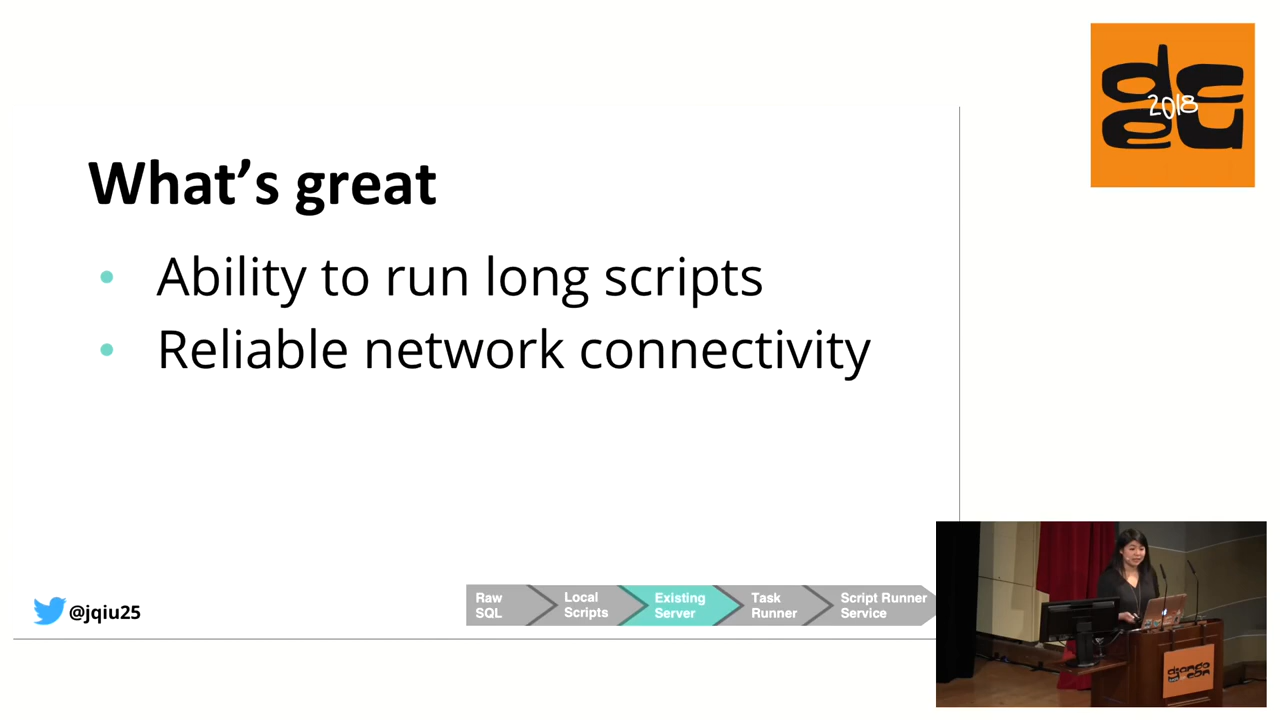 2018
What's great
• Ability to run long scripts
• Reliable network connectivity
@jqiu25
Raw
SQL
Local
Scripts
Existing
Server
Task
Runner
Script Runner
Service